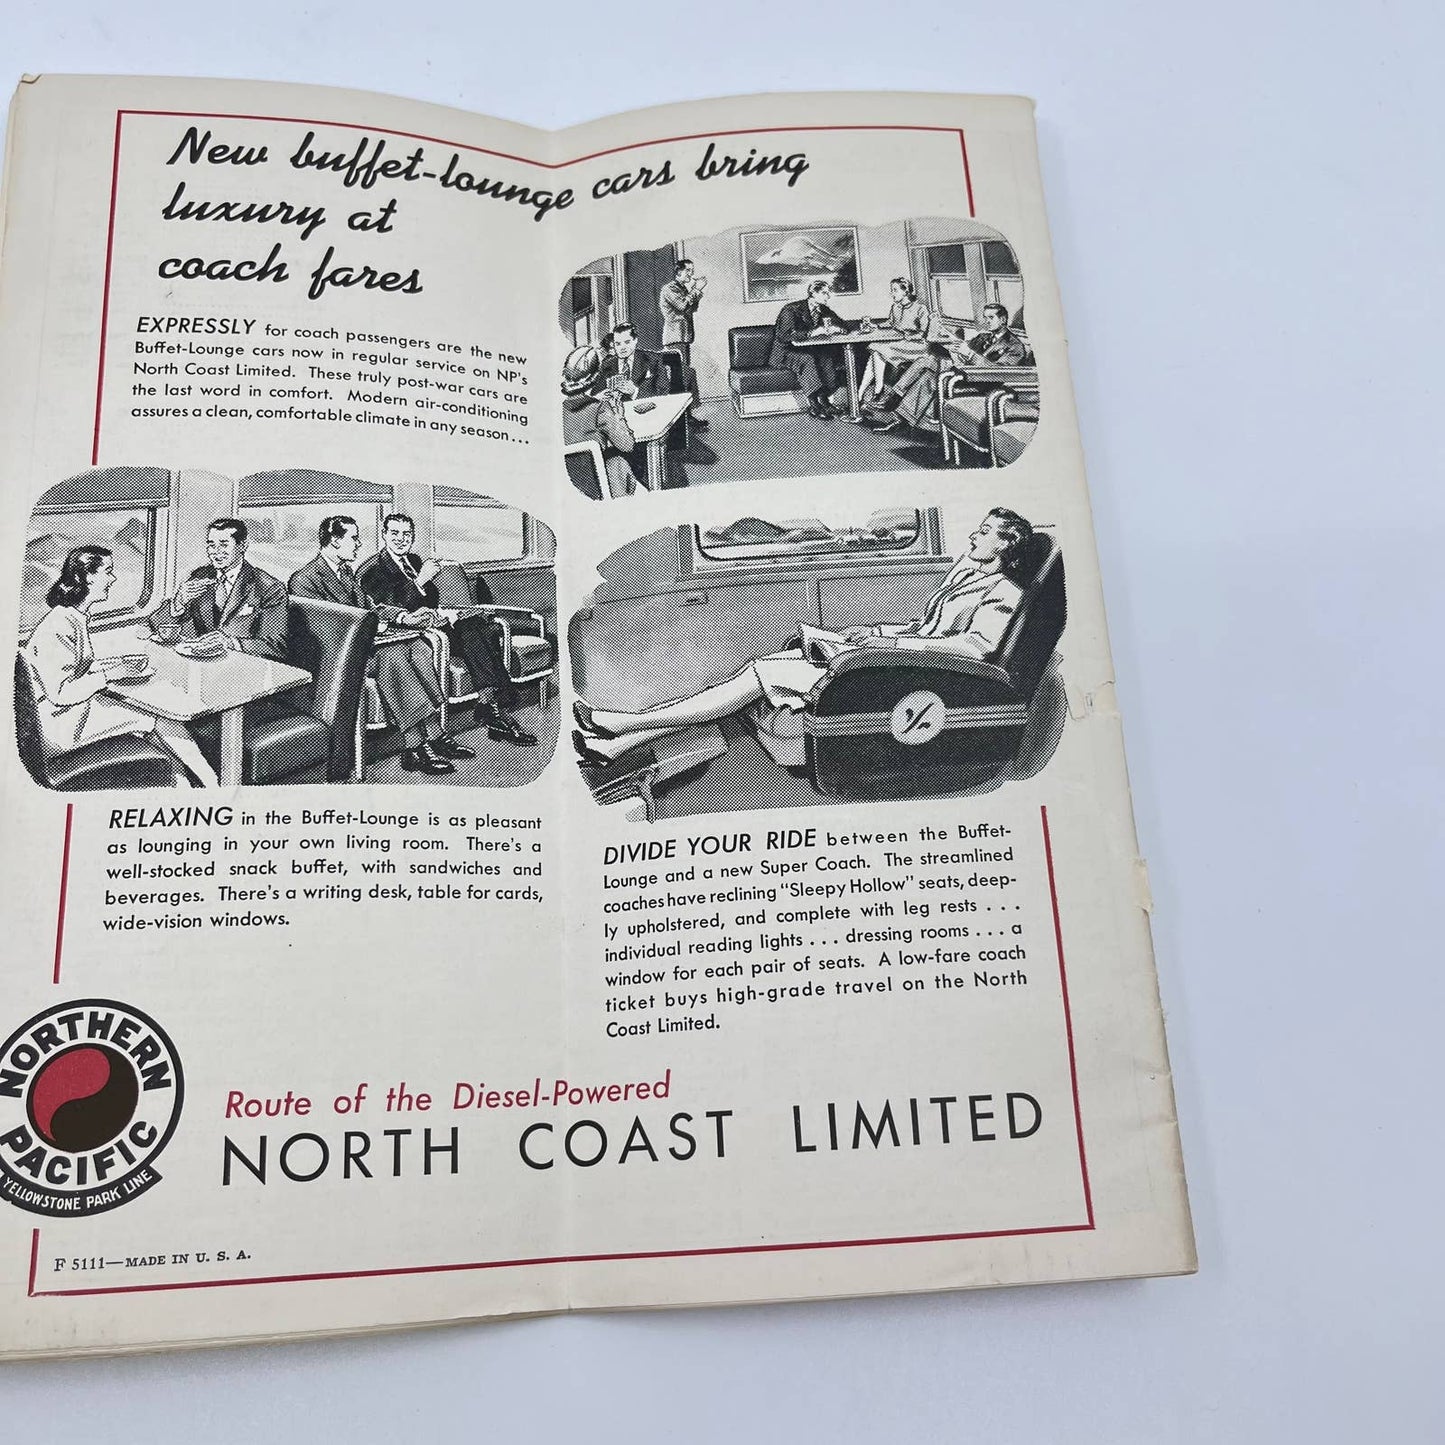 New buffet-lounge cars bring
luxury at
coach fares
EXPRESSLY for coach passengers are the new
Buffet-Lounge cars now in regular service on NP's
North Coast Limited. These truly post-war cars are
the last word in comfort. Modern air-conditioning
assures a clean, comfortable climate in any season...
RELAXING in the Buffet-Lounge is as pleasant
as lounging in your own living room. There's a
well-stocked snack buffet, with sandwiches and
beverages. There's a writing desk, table for cards,
wide-vision windows.
DIVIDE YOUR RIDE between the Buffet-
Lounge and a new Super Coach. The streamlined
coaches have reclining "Sleepy Hollow" seats, deep-
ly upholstered, and complete with leg rests . . .
individual reading lights . . . dressing rooms . . . a
window for each pair of seats. A low-fare coach
ticket buys high-grade travel on the North
Coast Limited.
NORTHERN
PACIFIC
YELLOWSTONE PARK LINE
Route of the Diesel-Powered
NORTH COAST LIMITED
F 5111—MADE IN U. S. A.